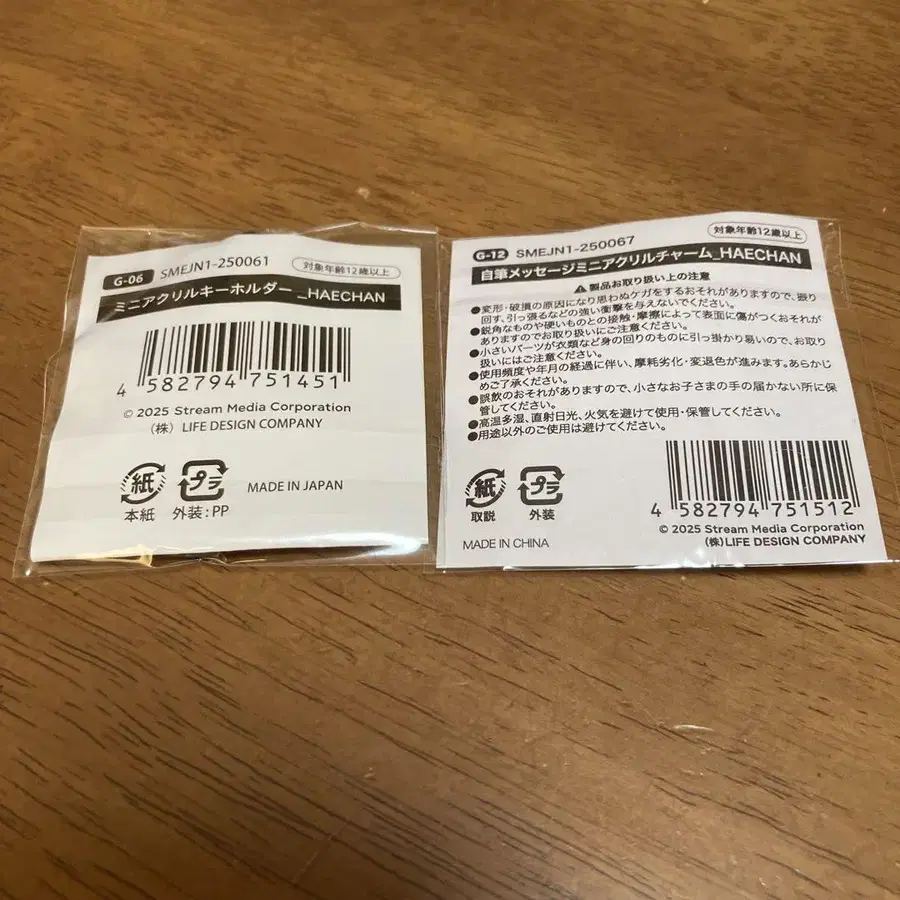 G-06 SMEJN1-250061 対象年齢12歳以上
ミニアクリルキーホルダー _HAECHAN
4 582794 751451
© 2025 Stream Media Corporation
(株) LIFE DESIGN COMPANY
紙 プラ
本紙 外装:PP
MADE IN JAPAN
G-12 SMEJN1-250067 対象年齢12歳以上
自筆メッセージミニアクリルチャーム_HAECHAN
⚠製品お取り扱い上の注意
●変形・破損の原因になり思わぬケガをするおそれがありますので、振り
回す、引っ張るなどの強い衝撃を与えないでください。
●鋭角なものや硬いものとの接触・摩擦によって表面に傷がつくおそれが
ありますのでお取り扱いにご注意ください。
●小さいパーツが衣類など身の回りのものに引っ掛かり易いので、お取り
扱いにはご注意ください。
●使用頻度や年月の経過に伴い、摩耗劣化・変退色が進みます。あらかじ
めご了承ください。
●誤飲のおそれがありますので、小さなお子さまの手の届かない所に保
管してください。
●高温多湿、直射日光、火気を避けて使用・保管してください。
●用途以外のご使用は避けてください。
紙 プラ
取説 外装
4 582794 751512
© 2025 Stream Media Corporation
(株)LIFE DESIGN COMPANY
MADE IN CHINA